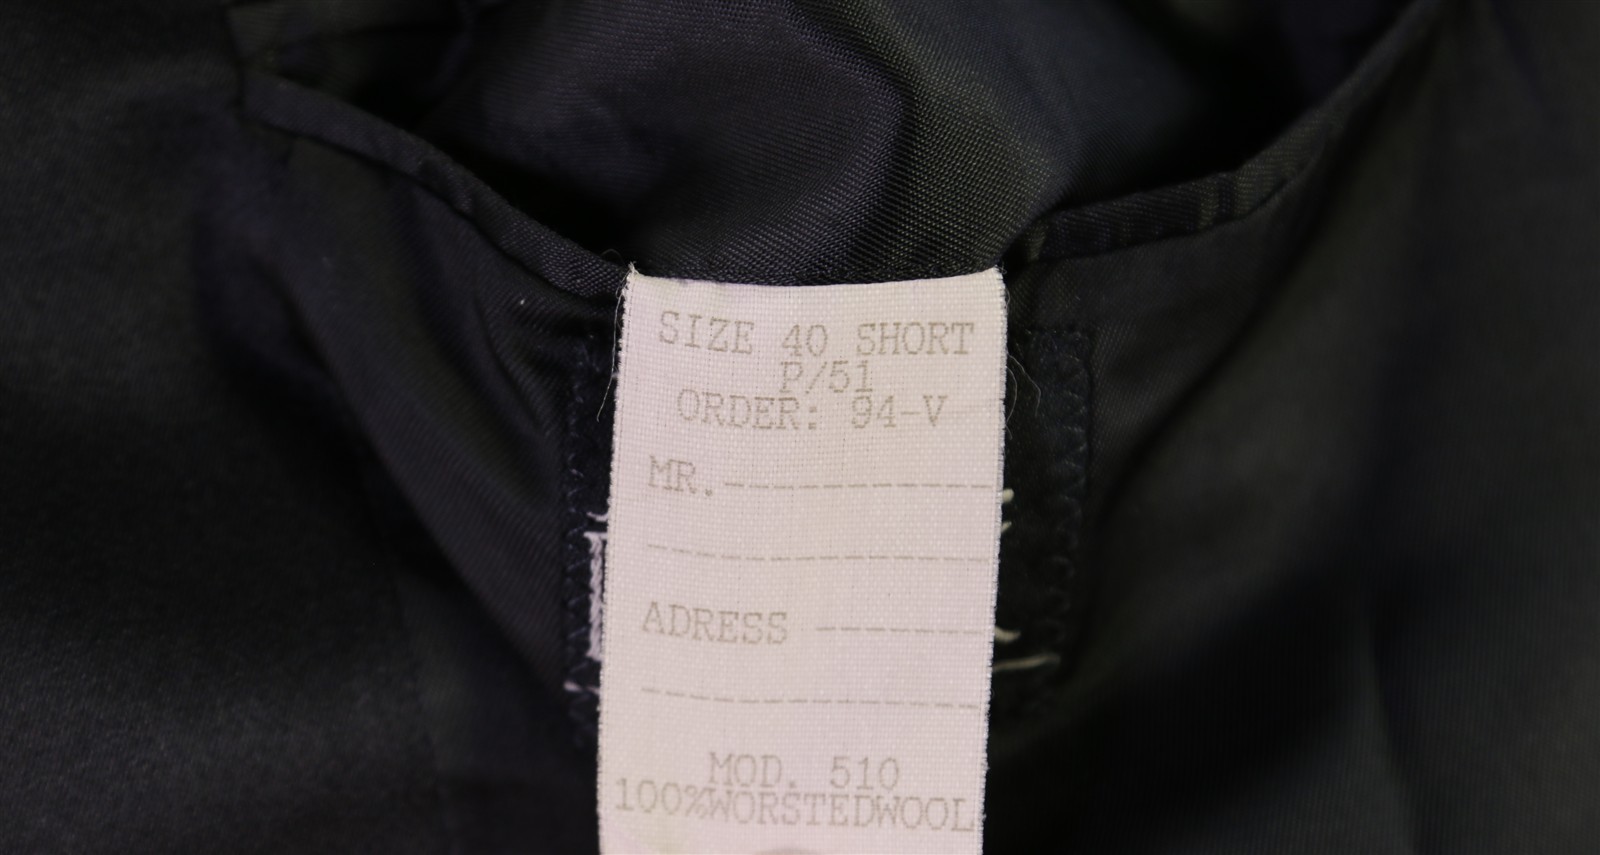 SIZE 40 SHORT
P/51
ORDER: 94-V
MR.
ADRESS
MOD. 510
100%WORSTEDWOOL